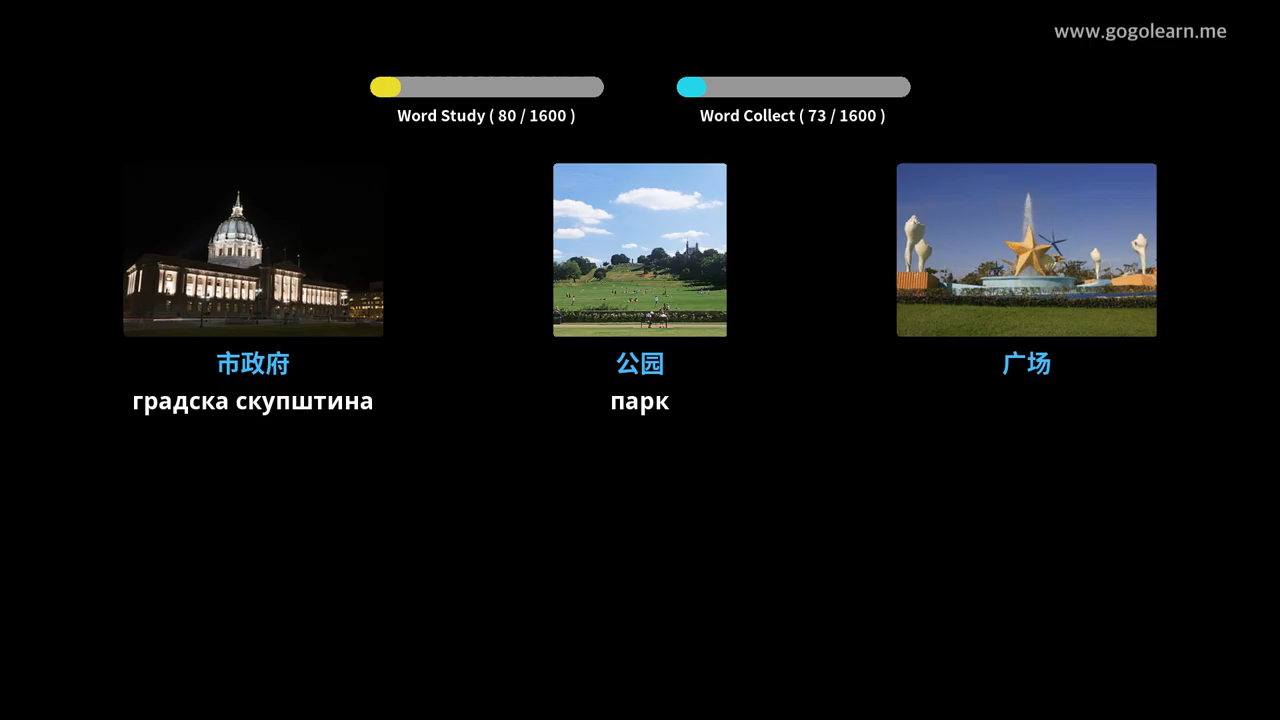 www.gogolearn.me
Word Study ( 80 / 1600 )
Word Collect ( 73 / 1600 )
市政府
公园
广场
градска скупштина
парк